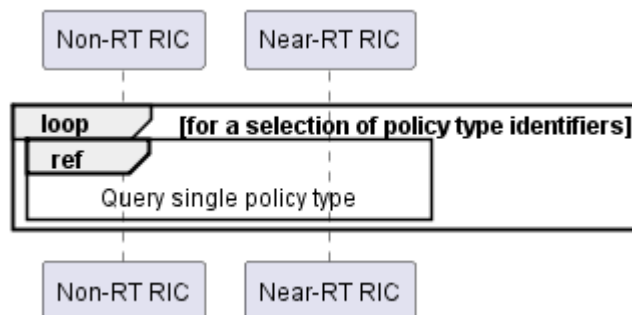 Non-RT RIC Near-RT RIC
loop [for a selection of policy type identifiers]
ref
Query single policy type
Non-RT RIC Near-RT RIC